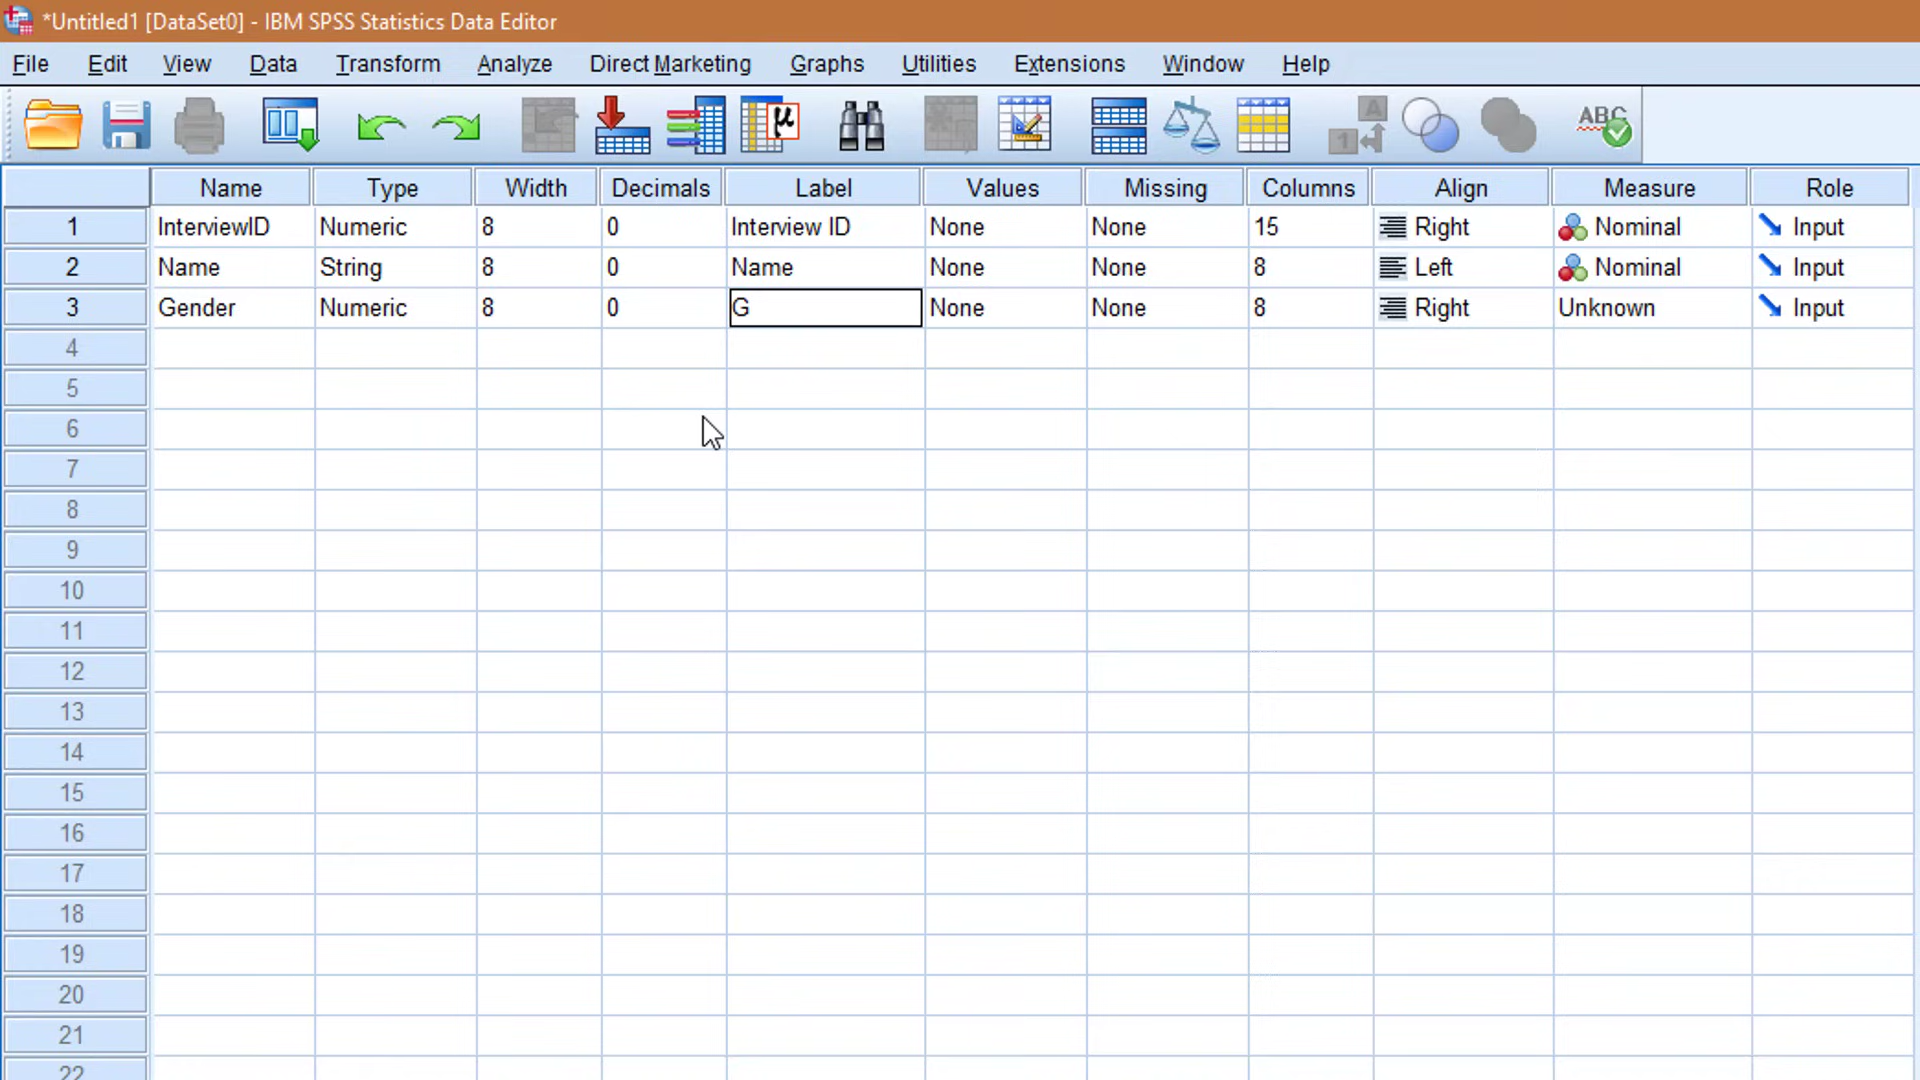 *Untitled1 [DataSet0] - IBM SPSS Statistics Data Editor
File Edit View Data Transform Analyze Direct Marketing Graphs Utilities Extensions Window Help
μ A 1 ABC
Name Type Width Decimals Label Values Missing Columns Align Measure Role
1 InterviewID Numeric 8 0 Interview ID None None 15 Right Nominal Input
2 Name String 8 0 Name None None 8 Left Nominal Input
3 Gender Numeric 8 0 G None None 8 Right Unknown Input
4
5
6
7
8
9
10
11
12
13
14
15
16
17
18
19
20
21
22